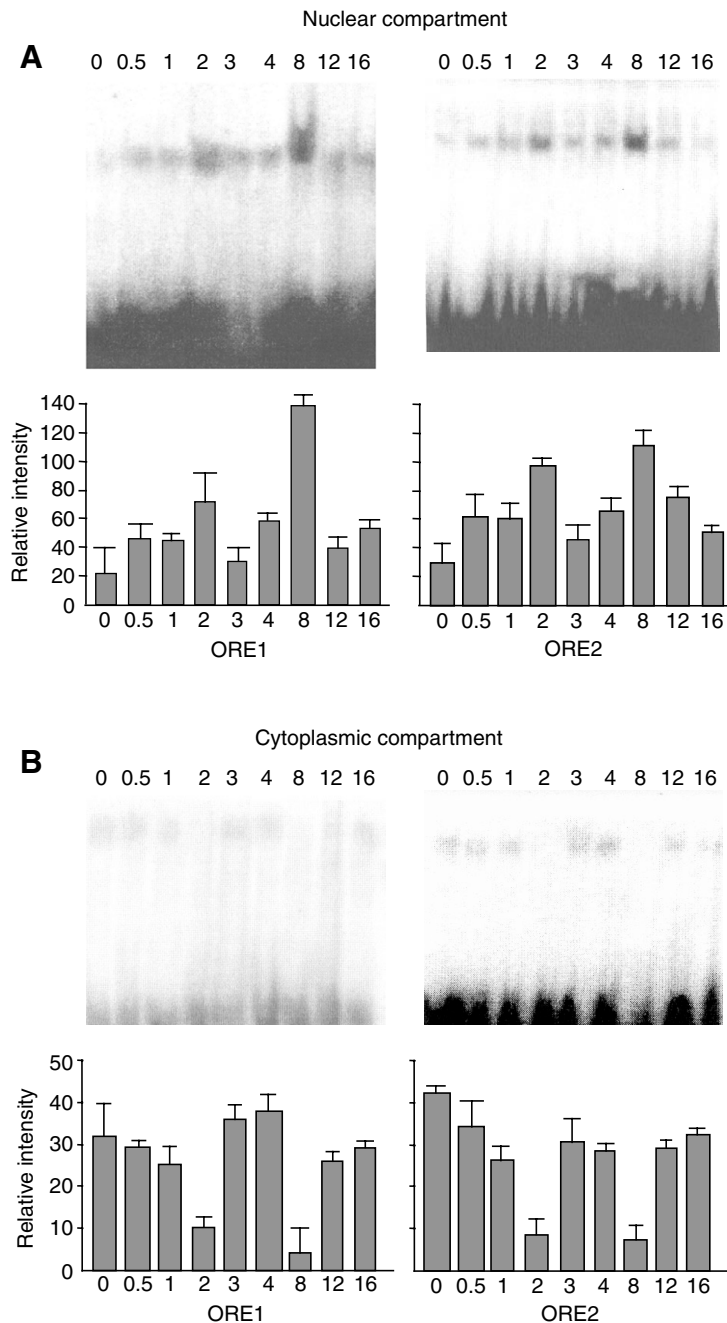 Nuclear compartment
A
0 0.5 1 2 3 4 8 12 16
0 0.5 1 2 3 4 8 12 16
Relative intensity
140
120
100
80
60
40
20
0
0 0.5 1 2 3 4 8 12 16
ORE1
0 0.5 1 2 3 4 8 12 16
ORE2
Cytoplasmic compartment
B
0 0.5 1 2 3 4 8 12 16
0 0.5 1 2 3 4 8 12 16
Relative intensity
50
40
30
20
10
0
0 0.5 1 2 3 4 8 12 16
ORE1
0 0.5 1 2 3 4 8 12 16
ORE2